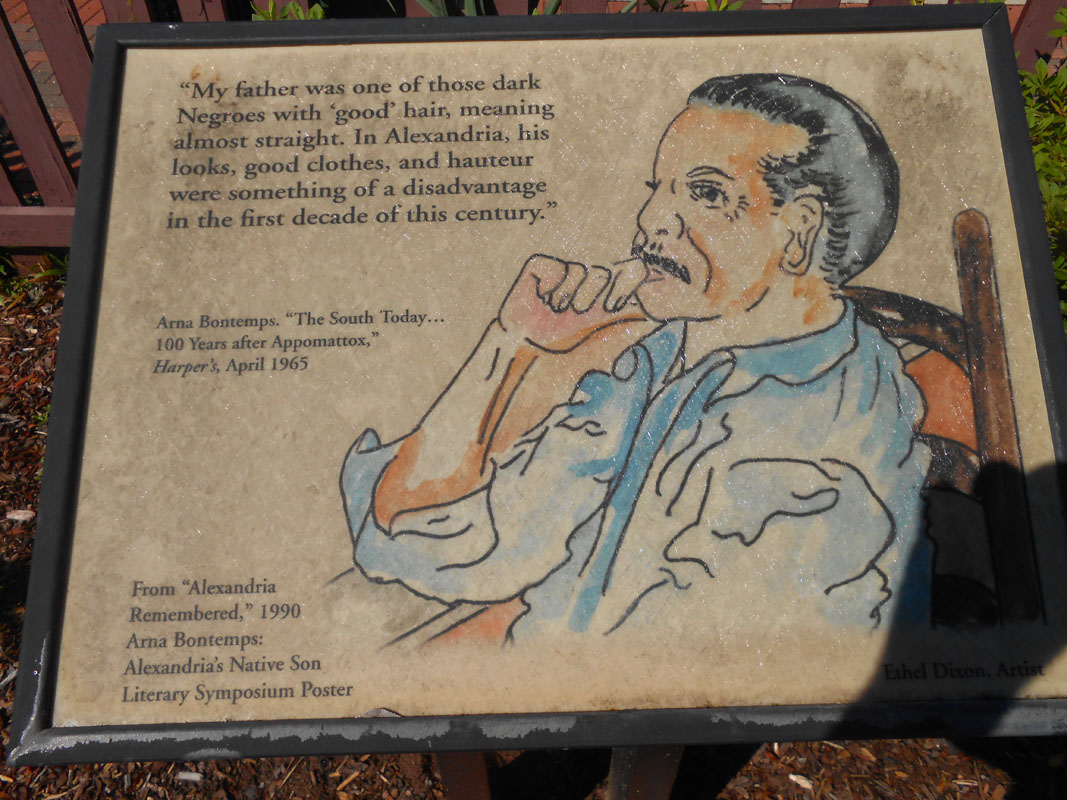 “My father was one of those dark
Negroes with ‘good’ hair, meaning
almost straight. In Alexandria, his
looks, good clothes, and hauteur
were something of a disadvantage
in the first decade of this century.”
Arna Bontemps. “The South Today…
100 Years after Appomattox,”
Harper’s, April 1965
From “Alexandria
Remembered,” 1990
Arna Bontemps:
Alexandria’s Native Son
Literary Symposium Poster
Ethel Dixon, Artist